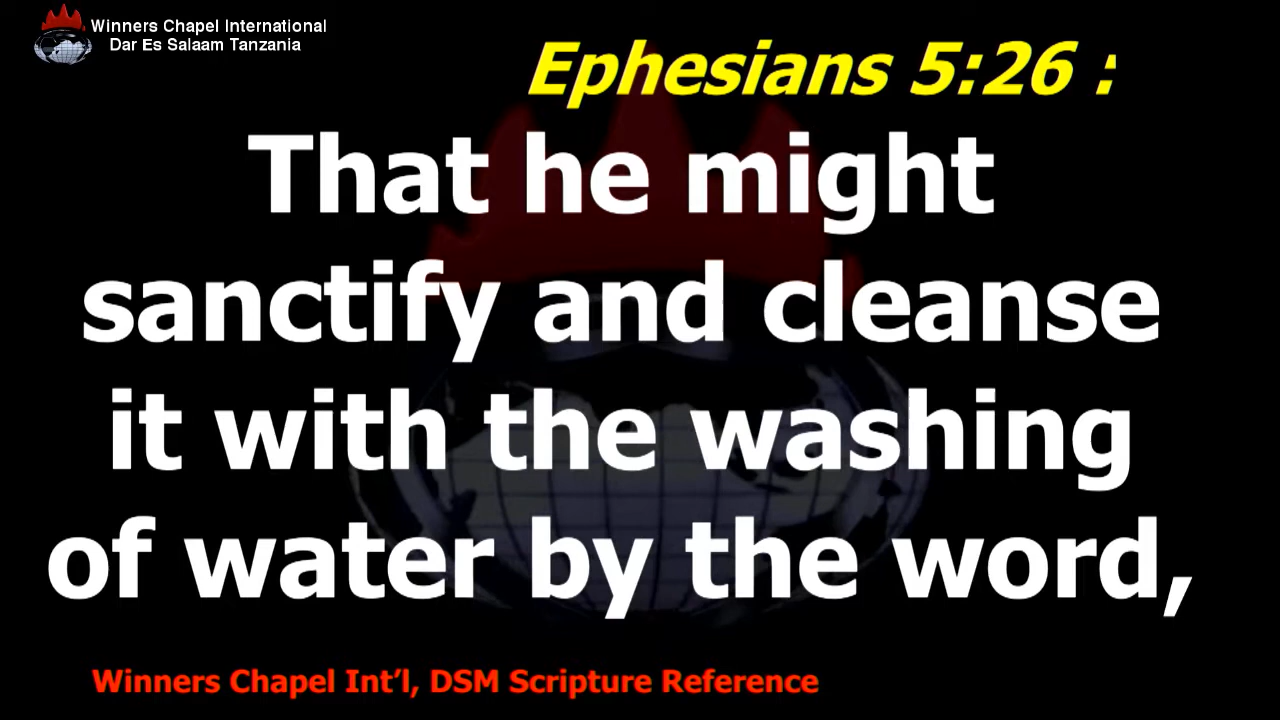 Winners Chapel International
Dar Es Salaam Tanzania
Ephesians 5:26 :
That he might
sanctify and cleanse
it with the washing
of water by the word,
Winners Chapel Int’l, DSM Scripture Reference